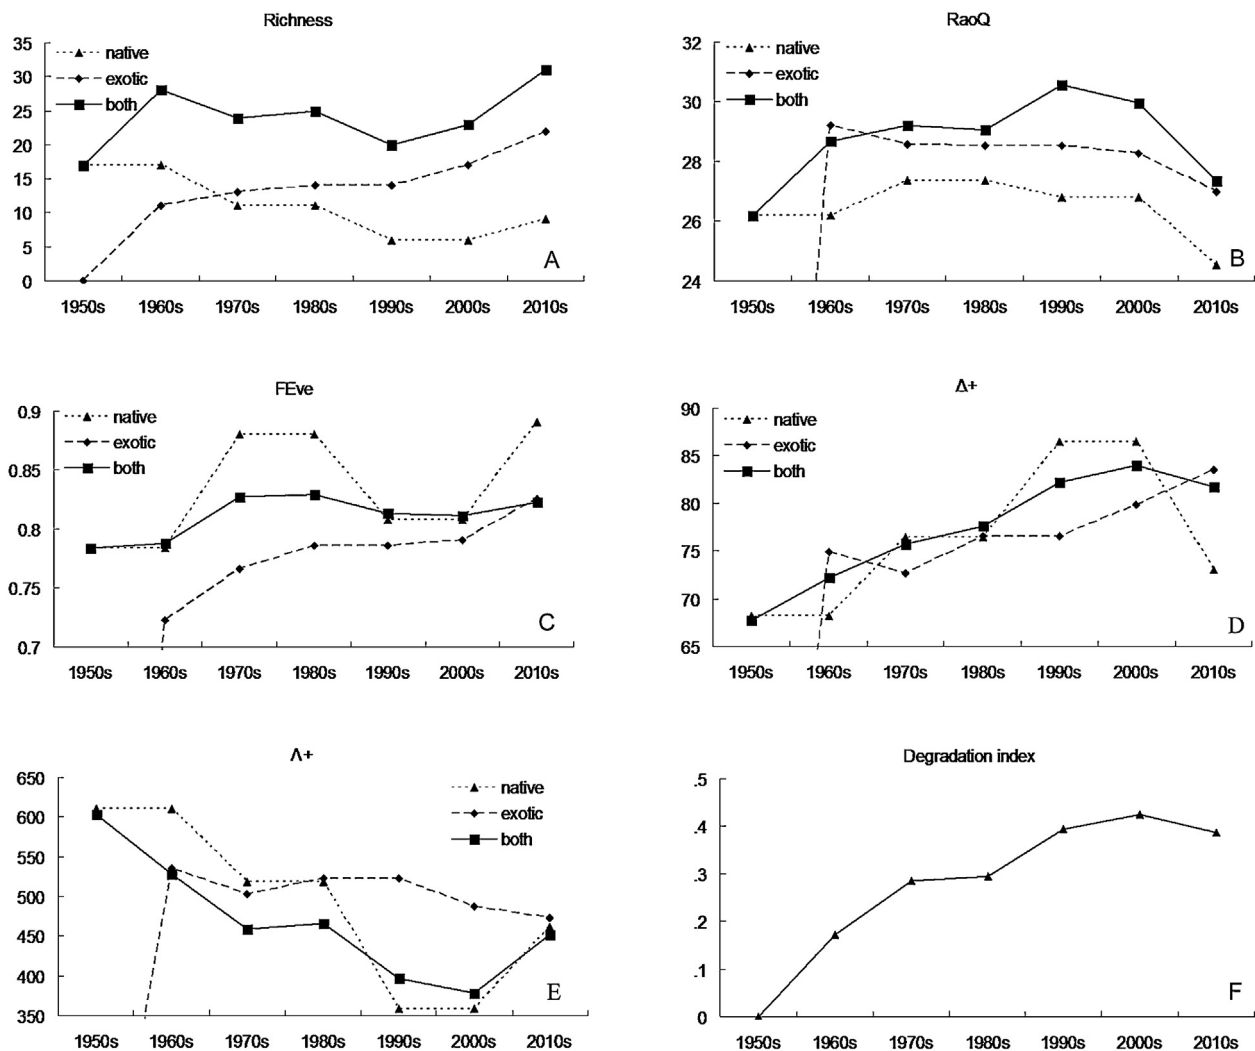 Richness
35
30
25
20
15
10
5
0
native
exotic
both
A
1950s 1960s 1970s 1980s 1990s 2000s 2010s
RaoQ
32
30
28
26
24
native
exotic
both
B
1950s 1960s 1970s 1980s 1990s 2000s 2010s
FEve
0.9
0.85
0.8
0.75
0.7
native
exotic
both
C
1950s 1960s 1970s 1980s 1990s 2000s 2010s
Δ+
90
85
80
75
70
65
native
exotic
both
D
1950s 1960s 1970s 1980s 1990s 2000s 2010s
Λ+
650
600
550
500
450
400
350
native
exotic
both
E
1950s 1960s 1970s 1980s 1990s 2000s 2010s
Degradation index
.5
.4
.3
.2
.1
0
F
1950s 1960s 1970s 1980s 1990s 2000s 2010s